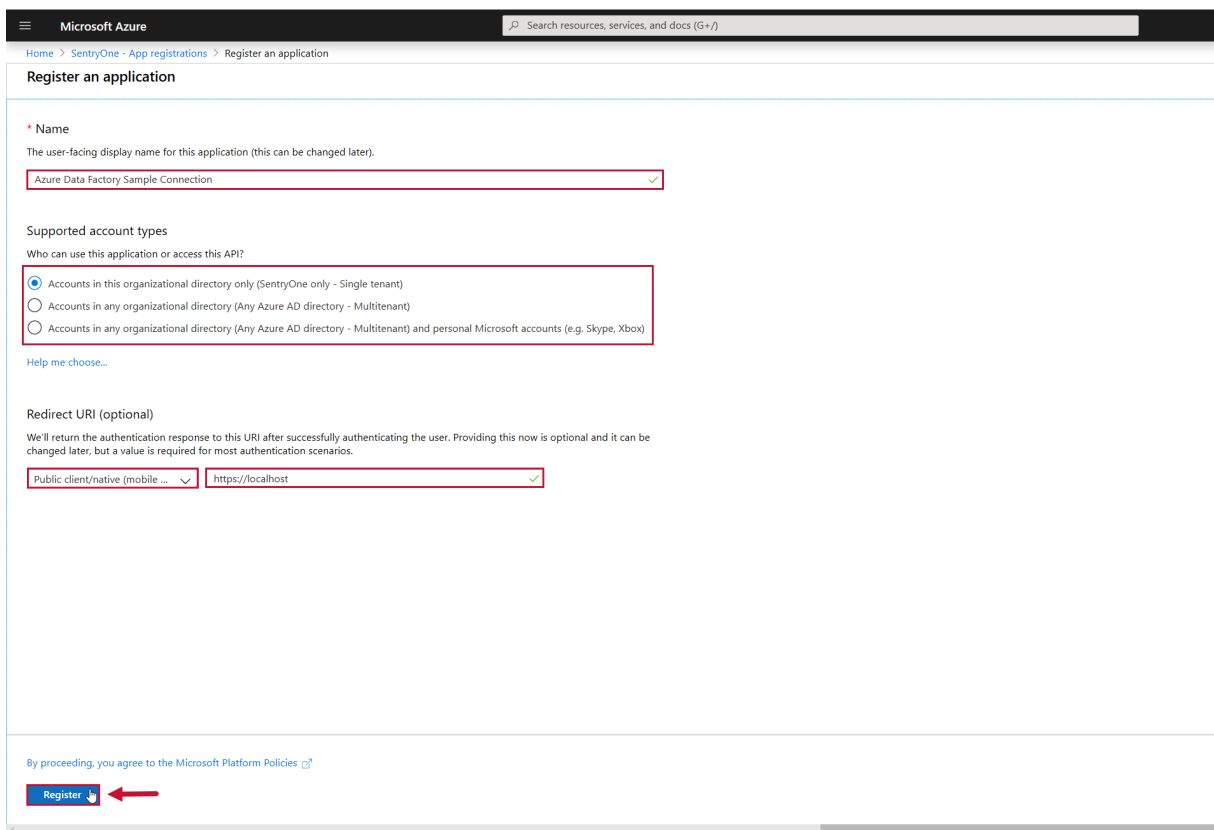 Microsoft Azure
Search resources, services, and docs (G+/)
Home > SentryOne - App registrations > Register an application
Register an application
* Name
The user-facing display name for this application (this can be changed later).
Azure Data Factory Sample Connection
Supported account types
Who can use this application or access this API?
Accounts in this organizational directory only (SentryOne only - Single tenant)
Accounts in any organizational directory (Any Azure AD directory - Multitenant)
Accounts in any organizational directory (Any Azure AD directory - Multitenant) and personal Microsoft accounts (e.g. Skype, Xbox)
Help me choose...
Redirect URI (optional)
We'll return the authentication response to this URI after successfully authenticating the user. Providing this now is optional and it can be
changed later, but a value is required for most authentication scenarios.
Public client/native (mobile ...
https://localhost
By proceeding, you agree to the Microsoft Platform Policies
Register